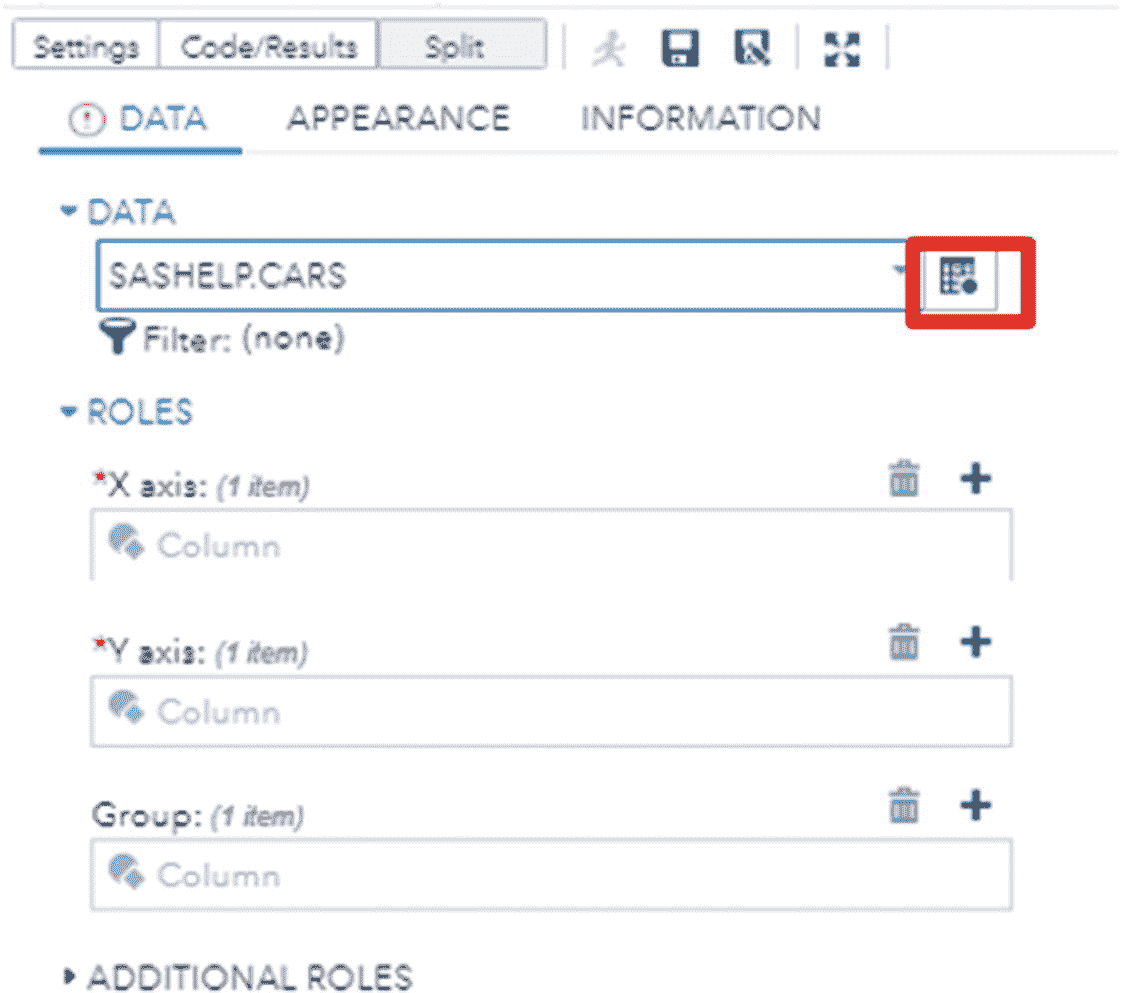 Settings Code/Results Split
DATA APPEARANCE INFORMATION
DATA
SASHELP.CARS
Filter: (none)
ROLES
*X axis: (1 item)
Column
*Y axis: (1 item)
Column
Group: (1 item)
Column
ADDITIONAL ROLES